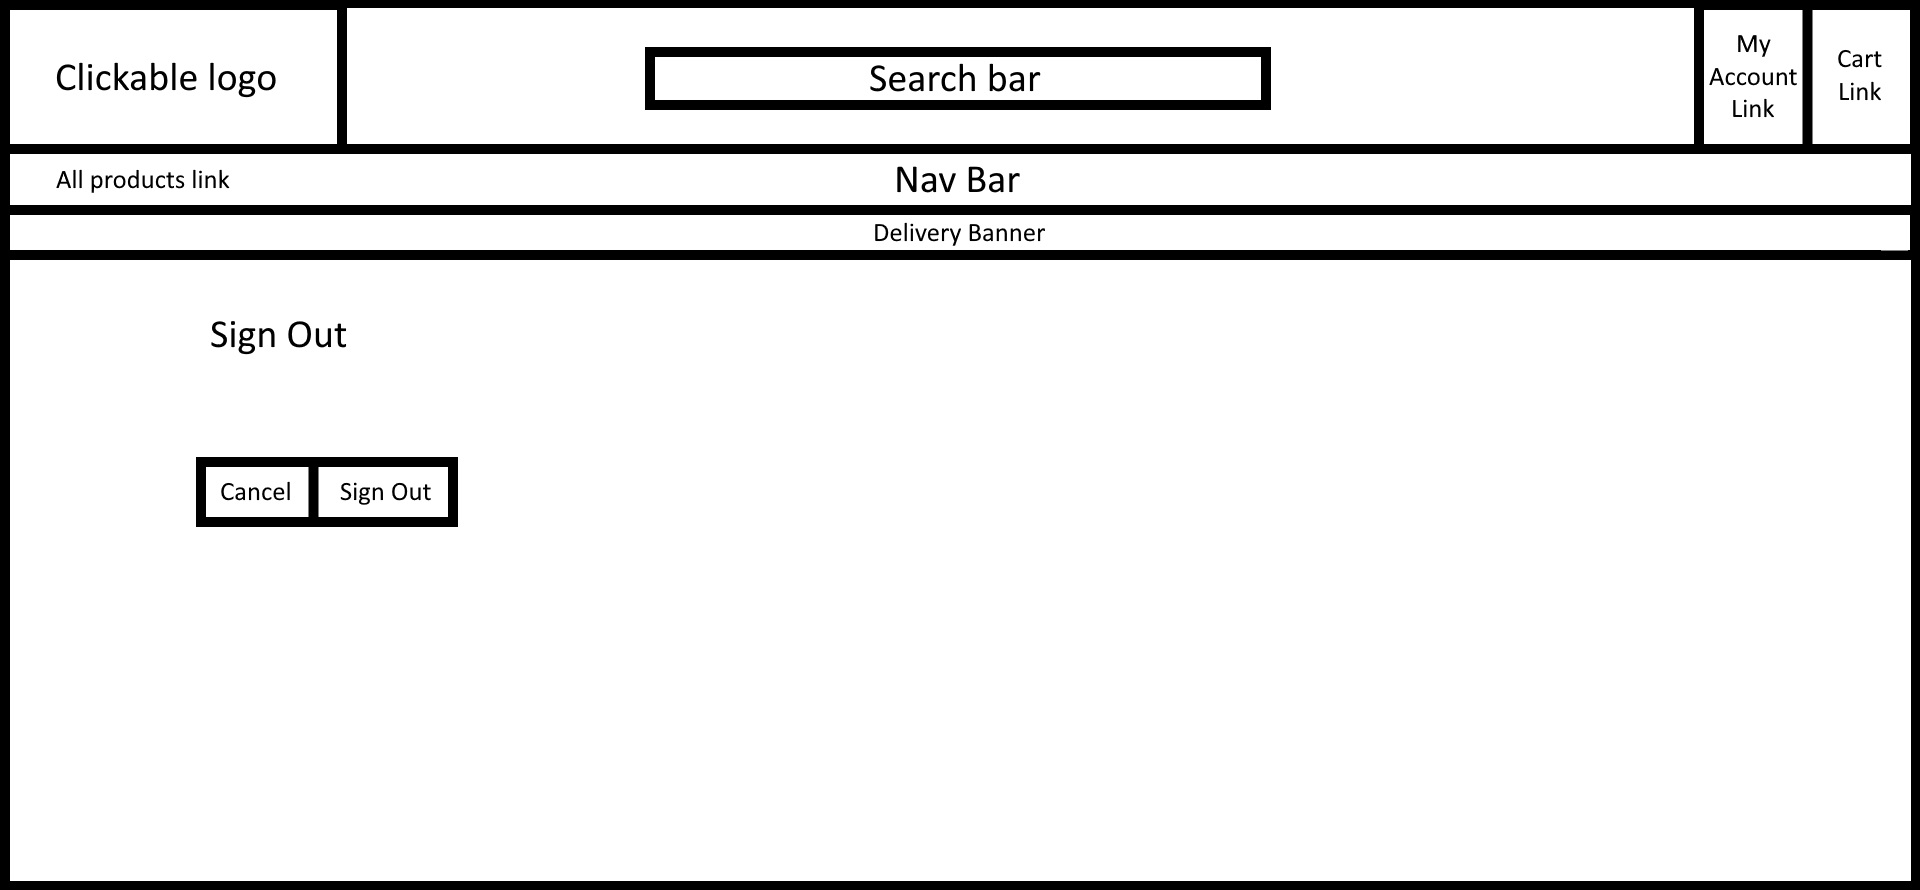 Clickable logo
Search bar
My
Account
Link
Cart
Link
All products link
Nav Bar
Delivery Banner
Sign Out
Cancel
Sign Out